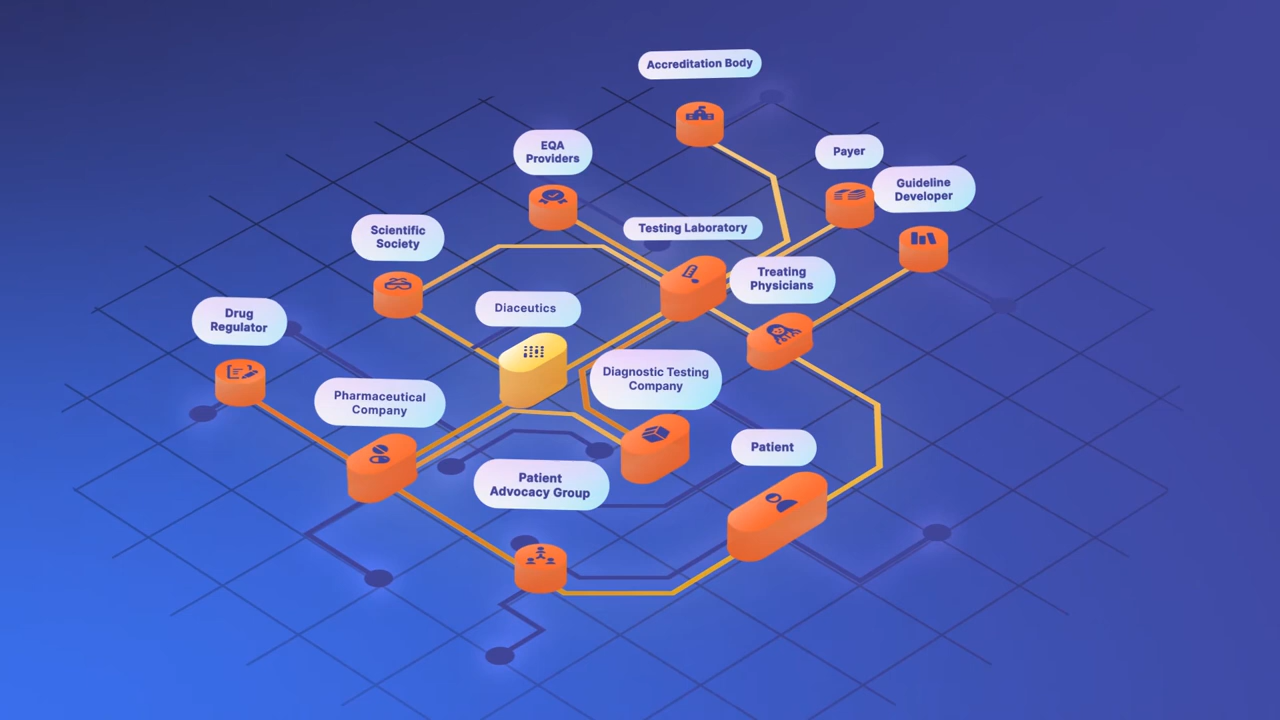 Accreditation Body
EQA
Providers
Payer
Guideline
Developer
Scientific
Society
Testing Laboratory
Treating
Physicians
Drug
Regulator
Diaceutics
Pharmaceutical
Company
Diagnostic Testing
Company
Patient
Patient
Advocacy Group